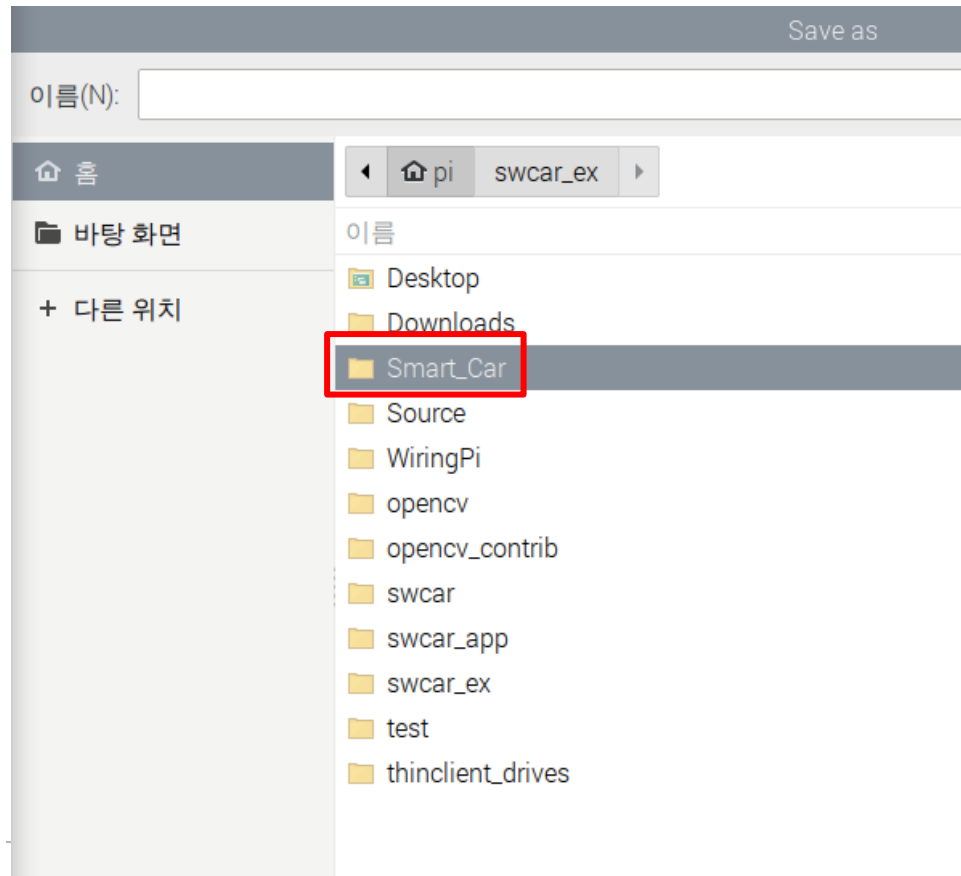 Save as
이름(N):
홈
pi swcar_ex
바탕 화면
이름
다른 위치
Desktop
Downloads
Smart_Car
Source
WiringPi
opencv
opencv_contrib
swcar
swcar_app
swcar_ex
test
thinclient_drives